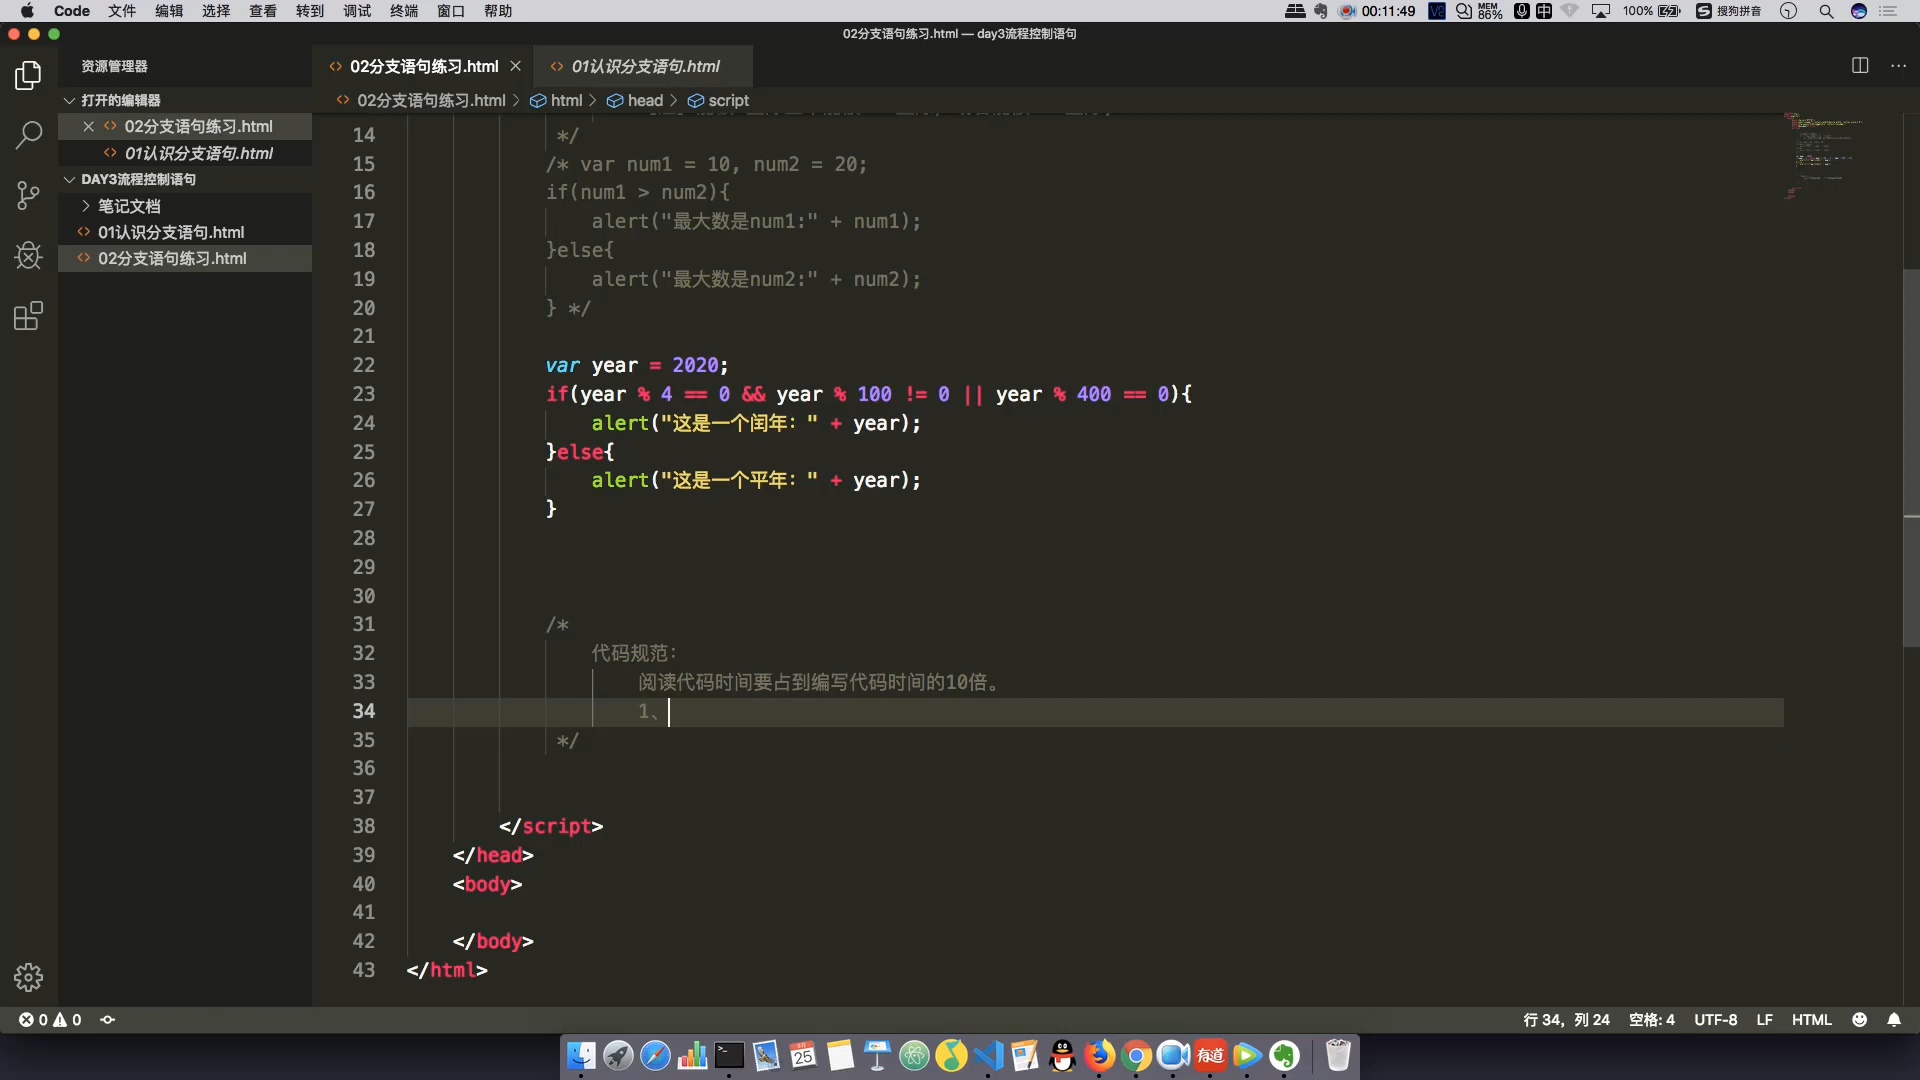 Code 文件 编辑 选择 查看 转到 调试 终端 窗口 帮助 00:11:49 MEM 86% 中 100% 搜狗拼音
02分支语句练习.html — day3流程控制语句
资源管理器
打开的编辑器
02分支语句练习.html
01认识分支语句.html
DAY3流程控制语句
笔记文档
01认识分支语句.html
02分支语句练习.html
02分支语句练习.html 01认识分支语句.html
02分支语句练习.html > html > head > script
14 */
15 /* var num1 = 10, num2 = 20;
16 if(num1 > num2){
17 alert("最大数是num1:" + num1);
18 }else{
19 alert("最大数是num2:" + num2);
20 } */
21
22 var year = 2020;
23 if(year % 4 == 0 && year % 100 != 0 || year % 400 == 0){
24 alert("这是一个闰年：" + year);
25 }else{
26 alert("这是一个平年：" + year);
27 }
28
29
30
31 /*
32 代码规范：
33 阅读代码时间要占到编写代码时间的10倍。
34 1、
35 */
36
37
38 </script>
39 </head>
40 <body>
41
42 </body>
43 </html>
0 0 行 34，列 24 空格: 4 UTF-8 LF HTML
25 有道